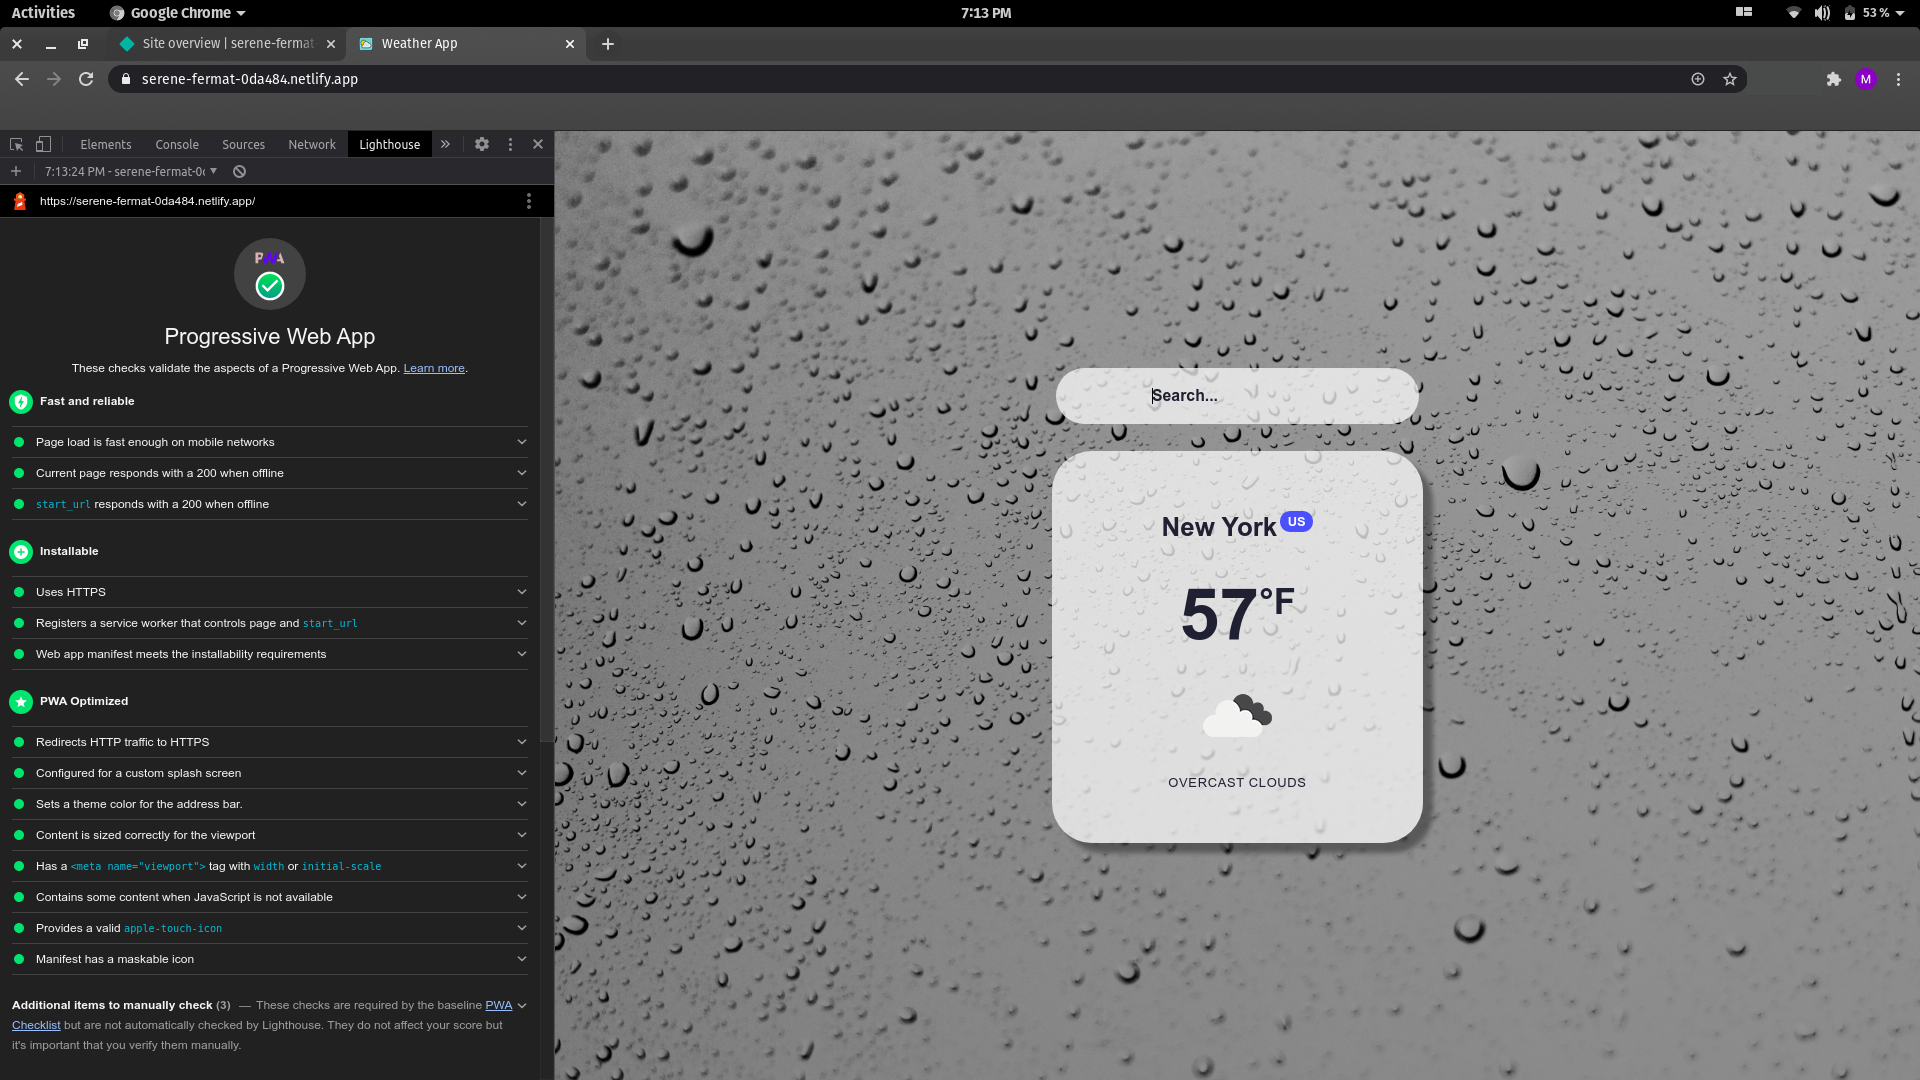 Activities
Google Chrome
7:13 PM
53 %
Site overview | serene-fermat
Weather App
serene-fermat-0da484.netlify.app
M
Elements
Console
Sources
Network
Lighthouse
7:13:24 PM - serene-fermat-0
https://serene-fermat-0da484.netlify.app/
PWA
Progressive Web App
These checks validate the aspects of a Progressive Web App. Learn more.
Fast and reliable
Page load is fast enough on mobile networks
Current page responds with a 200 when offline
start_url responds with a 200 when offline
Installable
Uses HTTPS
Registers a service worker that controls page and start_url
Web app manifest meets the installability requirements
PWA Optimized
Redirects HTTP traffic to HTTPS
Configured for a custom splash screen
Sets a theme color for the address bar.
Content is sized correctly for the viewport
Has a <meta name="viewport"> tag with width or initial-scale
Contains some content when JavaScript is not available
Provides a valid apple-touch-icon
Manifest has a maskable icon
Additional items to manually check (3) — These checks are required by the baseline PWA
Checklist but are not automatically checked by Lighthouse. They do not affect your score but
it's important that you verify them manually.
Search...
New York US
57°F
OVERCAST CLOUDS